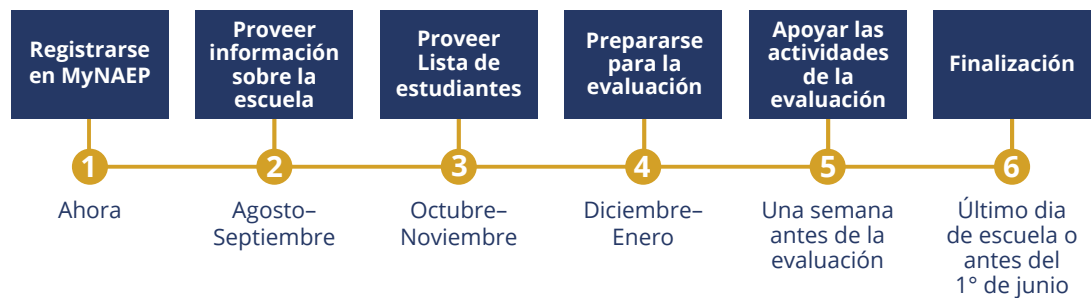 Registrarse
en MyNAEP
Proveer
información
sobre la
escuela
Proveer
Lista de
estudiantes
Prepararse
para la
evaluación
Apoyar las
actividades
de la
evaluación
Finalización
1
2
3
4
5
6
Ahora
Agosto–
Septiembre
Octubre–
Noviembre
Diciembre–
Enero
Una semana
antes de la
evaluación
Último dia
de escuela o
antes del
1° de junio